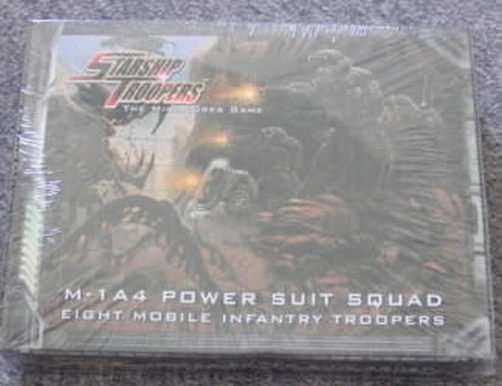 STARSHIP
TROOPERS
THE MINIATURES GAME
M-1A4 POWER SUIT SQUAD
EIGHT MOBILE INFANTRY TROOPERS